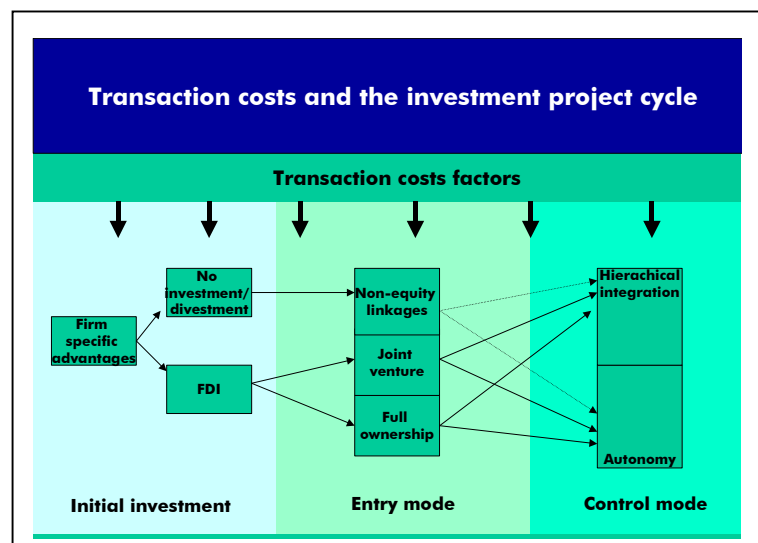 Transaction costs and the investment project cycle
Transaction costs factors
No
investment/
divestment
Firm
specific
advantages
FDI
Non-equity
linkages
Joint
venture
Full
ownership
Hierachical
integration
Autonomy
Initial investment
Entry mode
Control mode